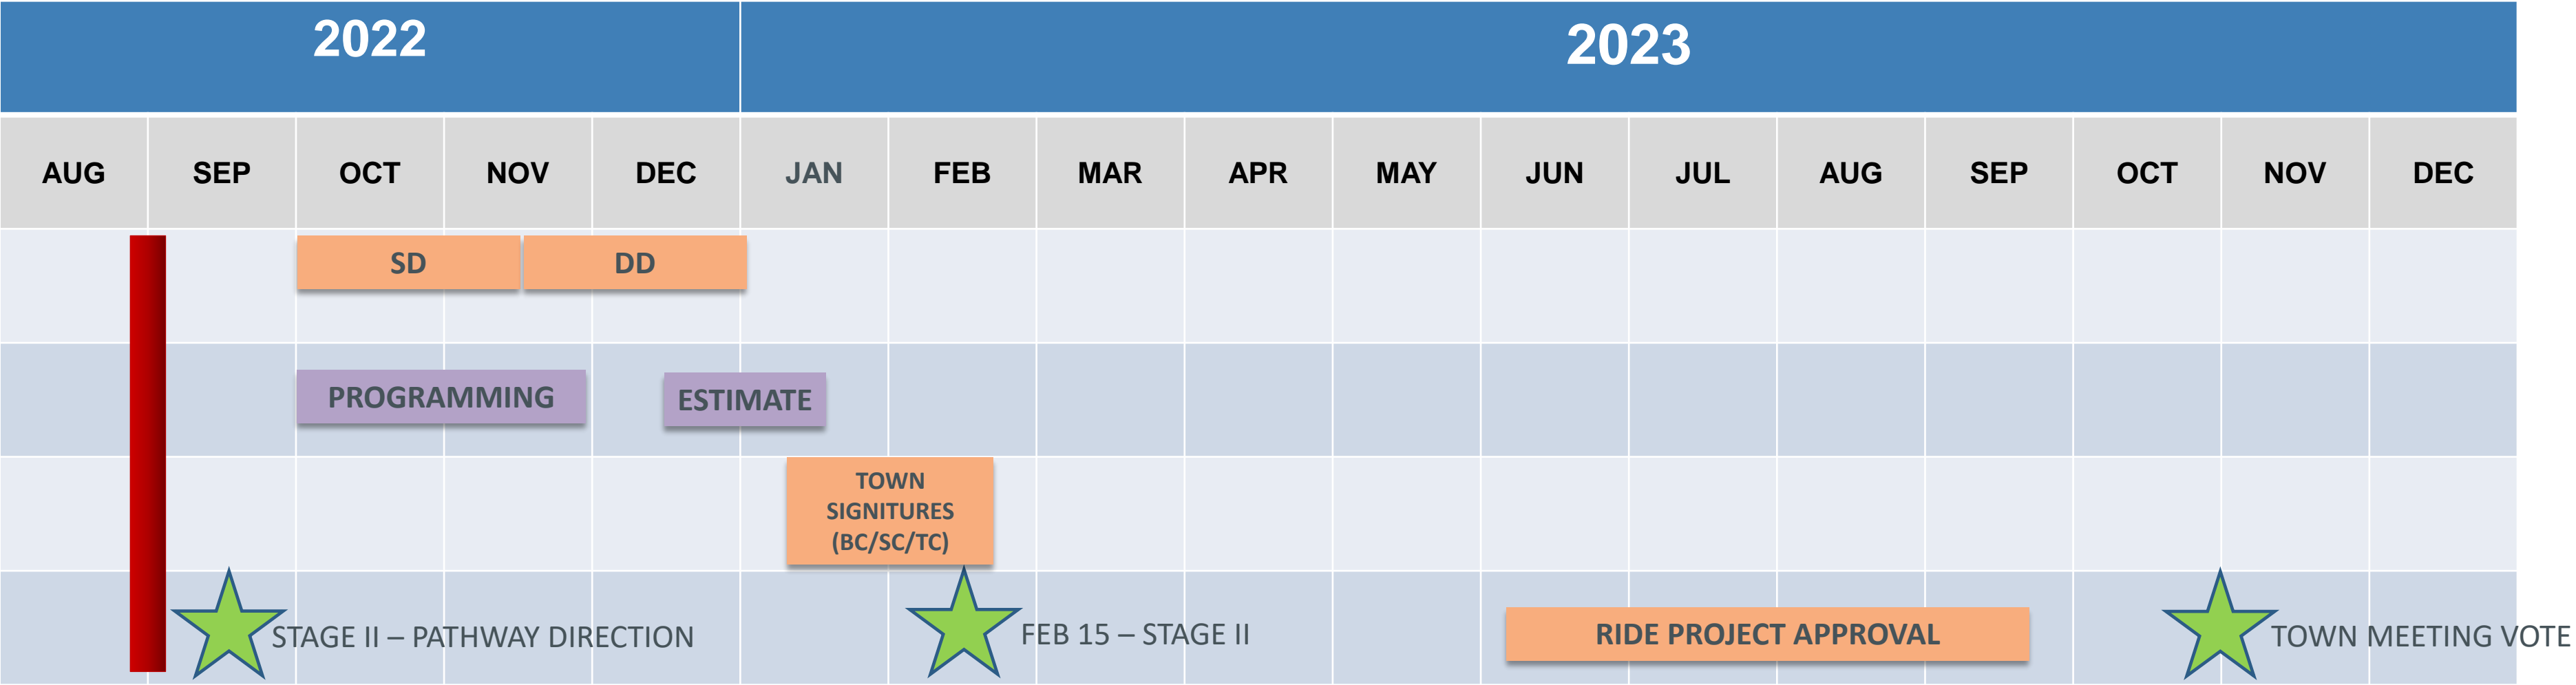 2022
2023
AUG SEP OCT NOV DEC JAN FEB MAR APR MAY JUN JUL AUG SEP OCT NOV DEC
SD DD
PROGRAMMING ESTIMATE
TOWN
SIGNITURES
(BC/SC/TC)
STAGE II – PATHWAY DIRECTION
FEB 15 – STAGE II
RIDE PROJECT APPROVAL
TOWN MEETING VOTE